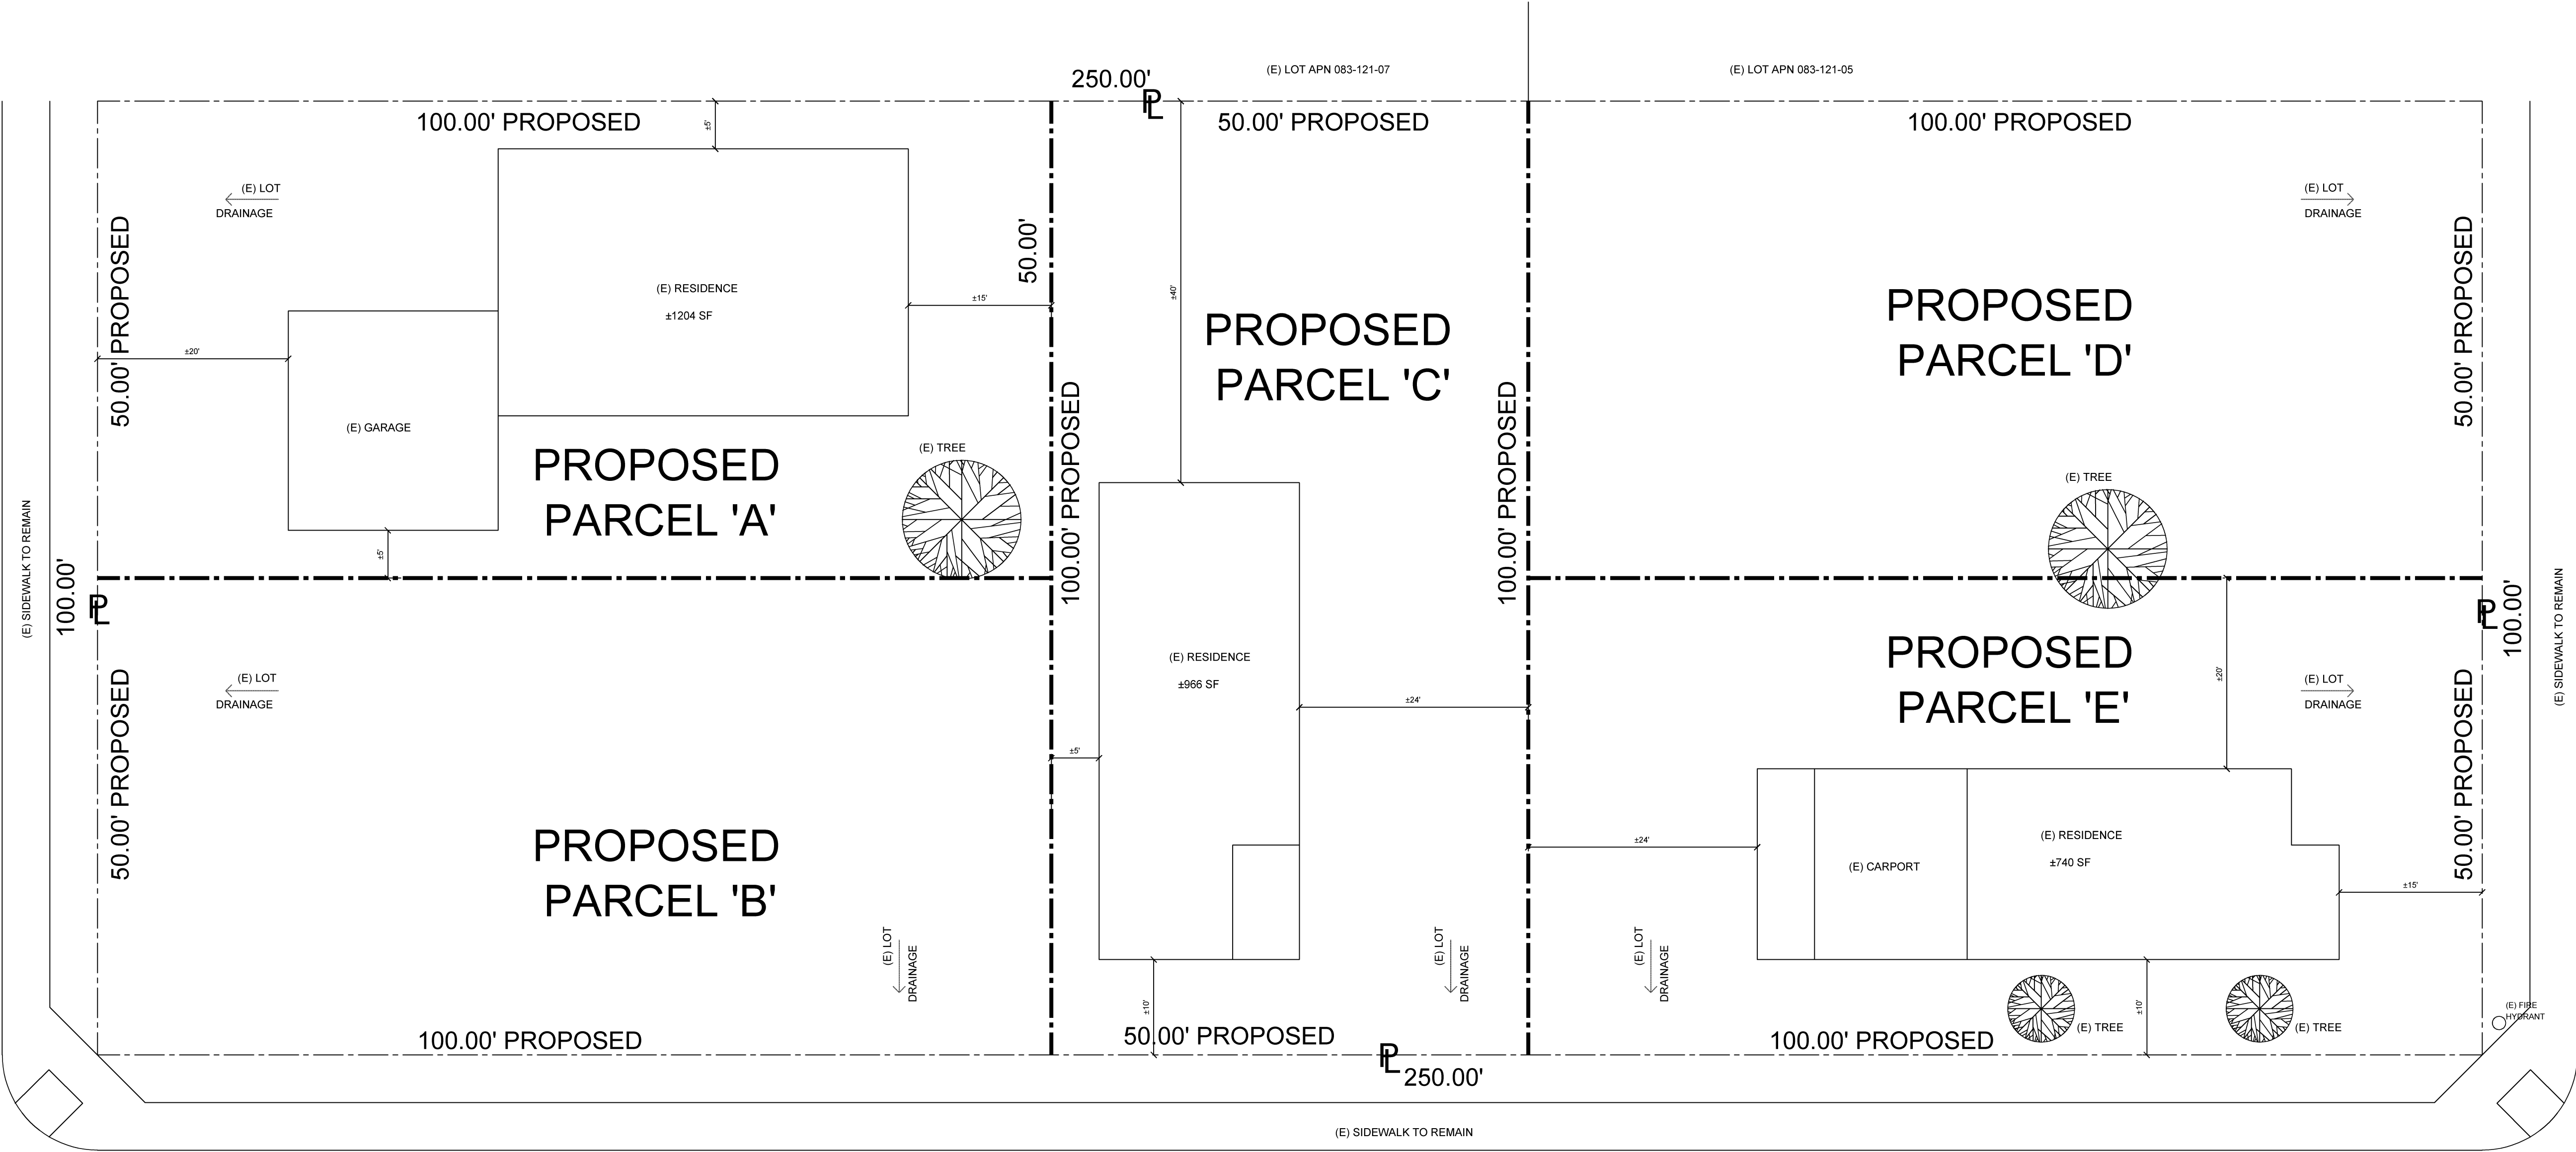 (E) LOT APN 083-121-07
(E) LOT APN 083-121-05
250.00'
PL
100.00' PROPOSED
50.00' PROPOSED
100.00' PROPOSED
±5'
(E) LOT
DRAINAGE
(E) LOT
DRAINAGE
50.00' PROPOSED
50.00'
50.00' PROPOSED
(E) RESIDENCE
±1204 SF
±15'
±40'
±20'
PROPOSED
PARCEL 'C'
PROPOSED
PARCEL 'D'
(E) GARAGE
PROPOSED
PARCEL 'A'
(E) TREE
(E) TREE
100.00' PROPOSED
100.00' PROPOSED
±5'
(E) SIDEWALK TO REMAIN
100.00'
PL
PL
100.00'
(E) SIDEWALK TO REMAIN
(E) RESIDENCE
±966 SF
PROPOSED
PARCEL 'E'
±20'
(E) LOT
DRAINAGE
(E) LOT
DRAINAGE
±24'
±5'
50.00' PROPOSED
50.00' PROPOSED
PROPOSED
PARCEL 'B'
±24'
(E) CARPORT
(E) RESIDENCE
±740 SF
±15'
(E) LOT
DRAINAGE
(E) LOT
DRAINAGE
(E) LOT
DRAINAGE
±10'
±10'
(E) FIRE
HYDRANT
(E) TREE
(E) TREE
100.00' PROPOSED
50.00' PROPOSED
100.00' PROPOSED
PL
250.00'
(E) SIDEWALK TO REMAIN